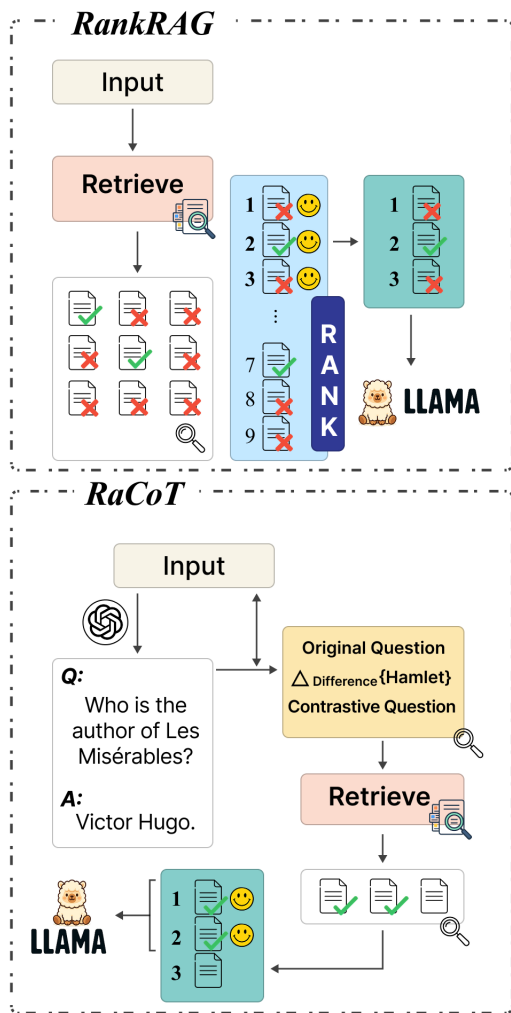 RankRAG
Input
Retrieve
1
2
3
⋮
7
8
9
R
A
N
K
1
2
3
LLAMA
RaCoT
Input
Q:
Who is the
author of Les
Misérables?
A:
Victor Hugo.
Original Question
△ Difference{Hamlet}
Contrastive Question
Retrieve
1
2
3
LLAMA